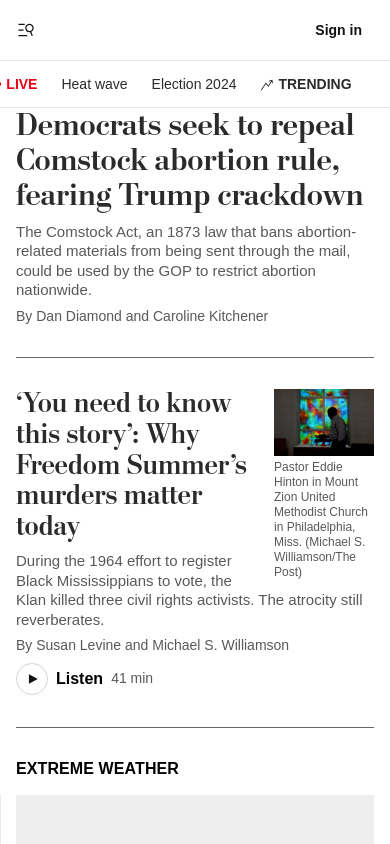 Sign in
LIVE
Heat wave
Election 2024
TRENDING
Democrats seek to repeal
Comstock abortion rule,
fearing Trump crackdown
The Comstock Act, an 1873 law that bans abortion-
related materials from being sent through the mail,
could be used by the GOP to restrict abortion
nationwide.
By Dan Diamond and Caroline Kitchener
‘You need to know
this story’: Why
Freedom Summer’s
murders matter
today
Pastor Eddie
Hinton in Mount
Zion United
Methodist Church
in Philadelphia,
Miss. (Michael S.
Williamson/The
Post)
During the 1964 effort to register
Black Mississippians to vote, the
Klan killed three civil rights activists. The atrocity still
reverberates.
By Susan Levine and Michael S. Williamson
Listen 41 min
EXTREME WEATHER